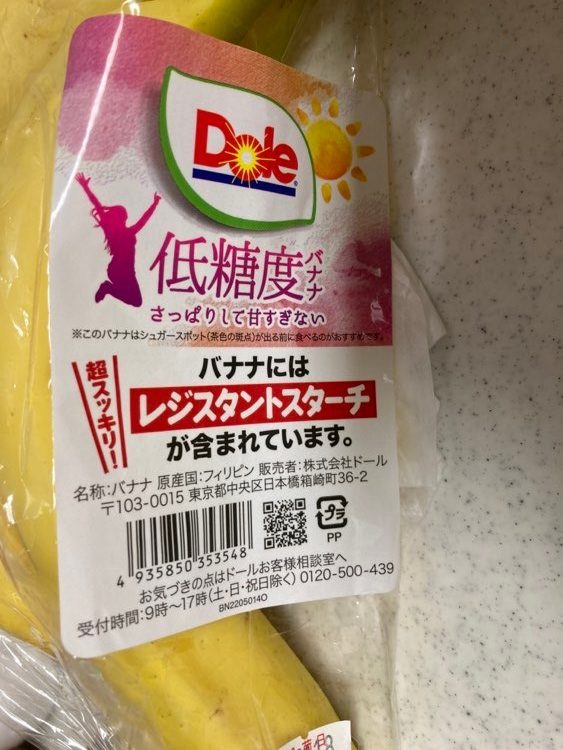 Dole
低糖度バナナ
さっぱりして甘すぎない
※このバナナはシュガースポット(茶色の斑点)が出る前に食べるのがおすすめです。
超スッキリ!
バナナには
レジスタントスターチ
が含まれています。
名称:バナナ 原産国:フィリピン 販売者:株式会社ドール
〒103-0015 東京都中央区日本橋箱崎町36-2
4 935850 353548
プラ
PP
お気づきの点はドールお客様相談室へ
受付時間:9時～17時(土・日・祝日除く) 0120-500-439
BN2205014O